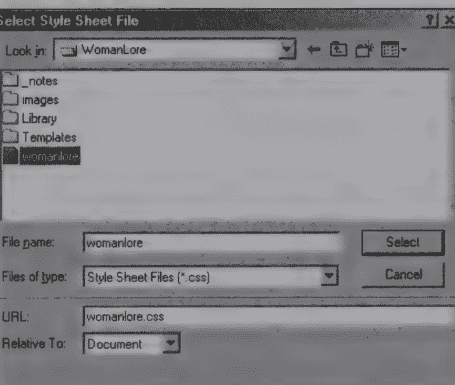 Select Style Sheet File
Look in: WomanLore
_notes
images
Library
Templates
womanlore
File name: womanlore Select
Files of type: Style Sheet Files (*.css) Cancel
URL: womanlore.css
Relative To: Document